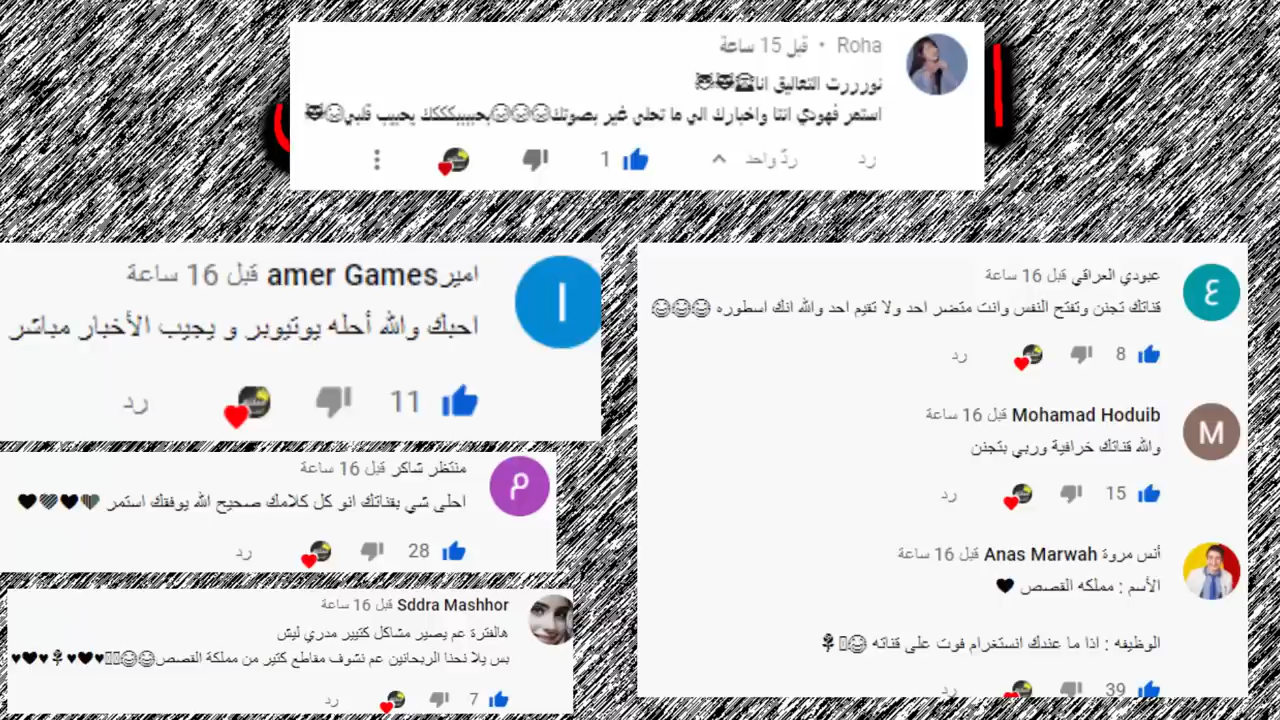 Roha • قبل 15 ساعة
نورررت التعاليق انا
استمر فهودي انتا واخبارك الي ما تحلى غير بصوتك بحبيييككككك يحبيب قلبي
رد
ردّ واحد
1
امير amer Games قبل 16 ساعة
احبك والله أحله يوتيوبر و يجيب الأخبار مباشر
11
رد
منتظر شاكر قبل 16 ساعة
احلى شي بقناتك انو كل كلامك صحيح الله يوفقك استمر 🖤🖤🖤🖤
28
رد
Sddra Mashhor قبل 16 ساعة
هالفترة عم يصير مشاكل كتيير مدري ليش
بس يلا نحنا الربحانين عم نشوف مقاطع كتير من مملكة القصص
7
رد
عبودي العراقي قبل 16 ساعة
قناتك تجنن وتفتح النفس وانت متضر احد ولا تقيم احد والله انك اسطوره
8
رد
Mohamad Hoduib قبل 16 ساعة
والله قناتك خرافية وربي بتجنن
15
رد
أنس مروة Anas Marwah قبل 16 ساعة
الأسم : مملكه القصص 🖤
الوظيفه : اذا ما عندك انستغرام فوت على قناته
39
رد